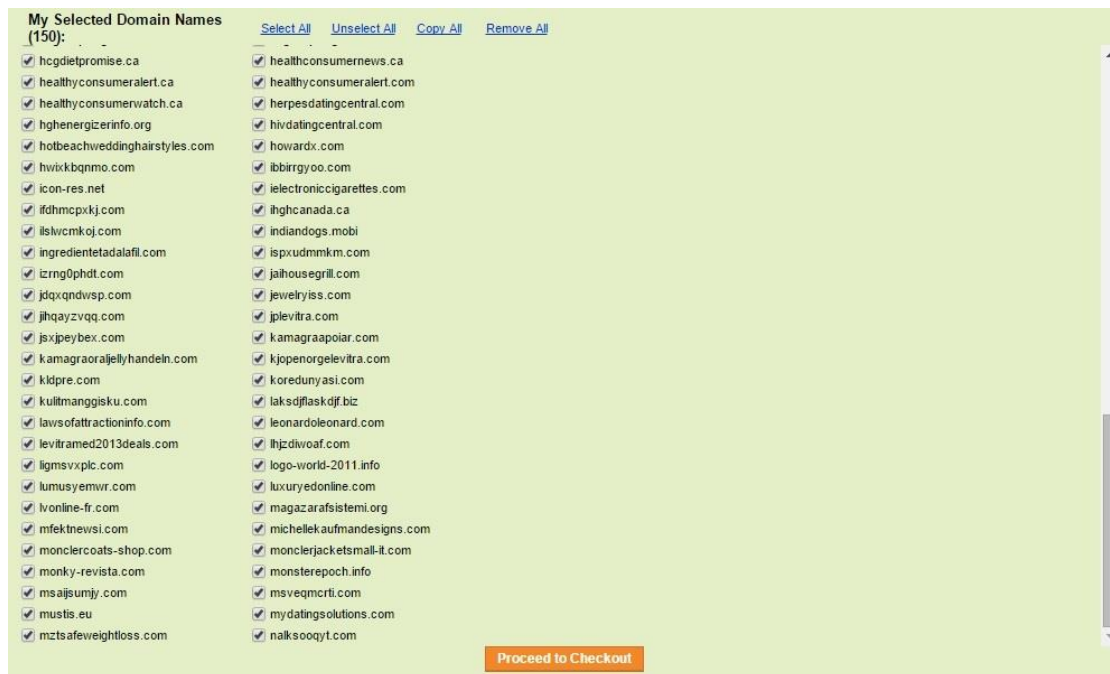 My Selected Domain Names (150): Select All Unselect All Copy All Remove All
hcgdietpromise.ca healthconsumernews.ca
healthyconsumeralert.ca healthyconsumeralert.com
healthyconsumerwatch.ca herpesdatingcentral.com
hghenergizerinfo.org hivdatingcentral.com
hotbeachweddinghairstyles.com howardx.com
hwixkbqnmo.com ibbirrgyoo.com
icon-res.net ielectroniccigarettes.com
ifdhmcpxkj.com ihghcanada.ca
ilslwcmkoj.com indiandogs.mobi
ingredientetadalafil.com ispxudmmkm.com
izrng0phdt.com jaihousegrill.com
jdqxqndwsp.com jewelryiss.com
jihqayzvqq.com jplevitra.com
jsxjpeybex.com kamagraapoiar.com
kamagraoraljellyhandeln.com kjopenorgelevitra.com
kldpre.com koredunyasi.com
kulitmanggisku.com laksdjflaskdjf.biz
lawsofattractioninfo.com leonardoleonard.com
levitramed2013deals.com lhjzdiwoaf.com
ligmsvxplc.com logo-world-2011.info
lumusyemwr.com luxuryedonline.com
lvonline-fr.com magazarafsistemi.org
mfektnewsi.com michellekaufmandesigns.com
monclercoats-shop.com monclerjacketsmall-it.com
monky-revista.com monsterepoch.info
msaijsumjy.com msveqmcrti.com
mustis.eu mydatingsolutions.com
mztsafeweightloss.com nalksooqyt.com
Proceed to Checkout